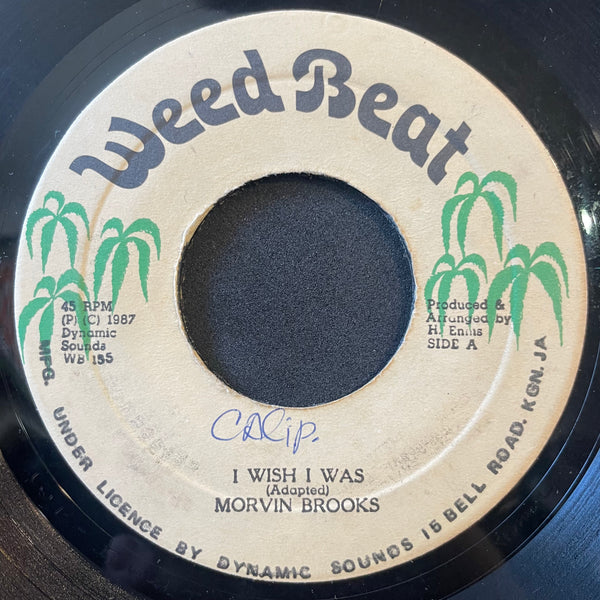 Weed Beat
45 RPM
(P) (C) 1987
Dynamic
Sounds
WB 185
Produced &
Arranged by
H. Ennis
SIDE A
Calip.
I WISH I WAS
(Adapted)
MORVIN BROOKS
MFG. UNDER LICENCE BY DYNAMIC SOUNDS 15 BELL ROAD. KGN. JA